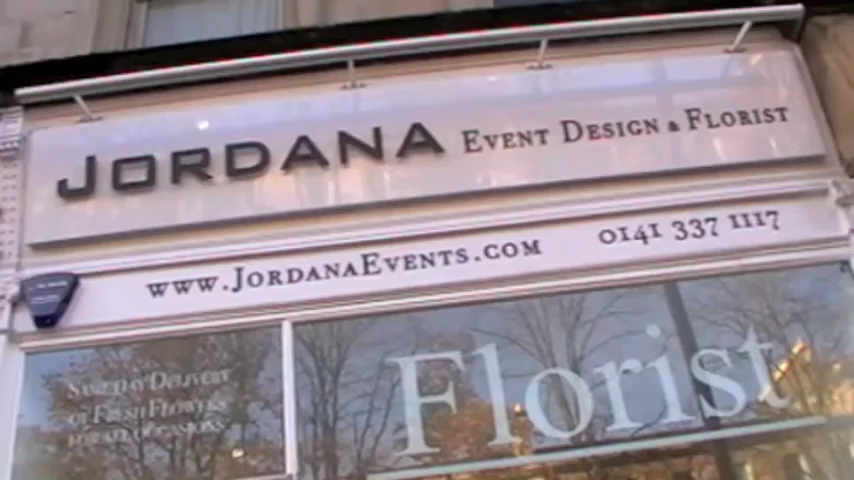 JORDANA EVENT DESIGN & FLORIST
WWW.JORDANAEVENTS.COM 0141 337 1117
SAME DAY DELIVERY
OF FRESH FLOWERS
FOR ALL OCCASIONS
Florist